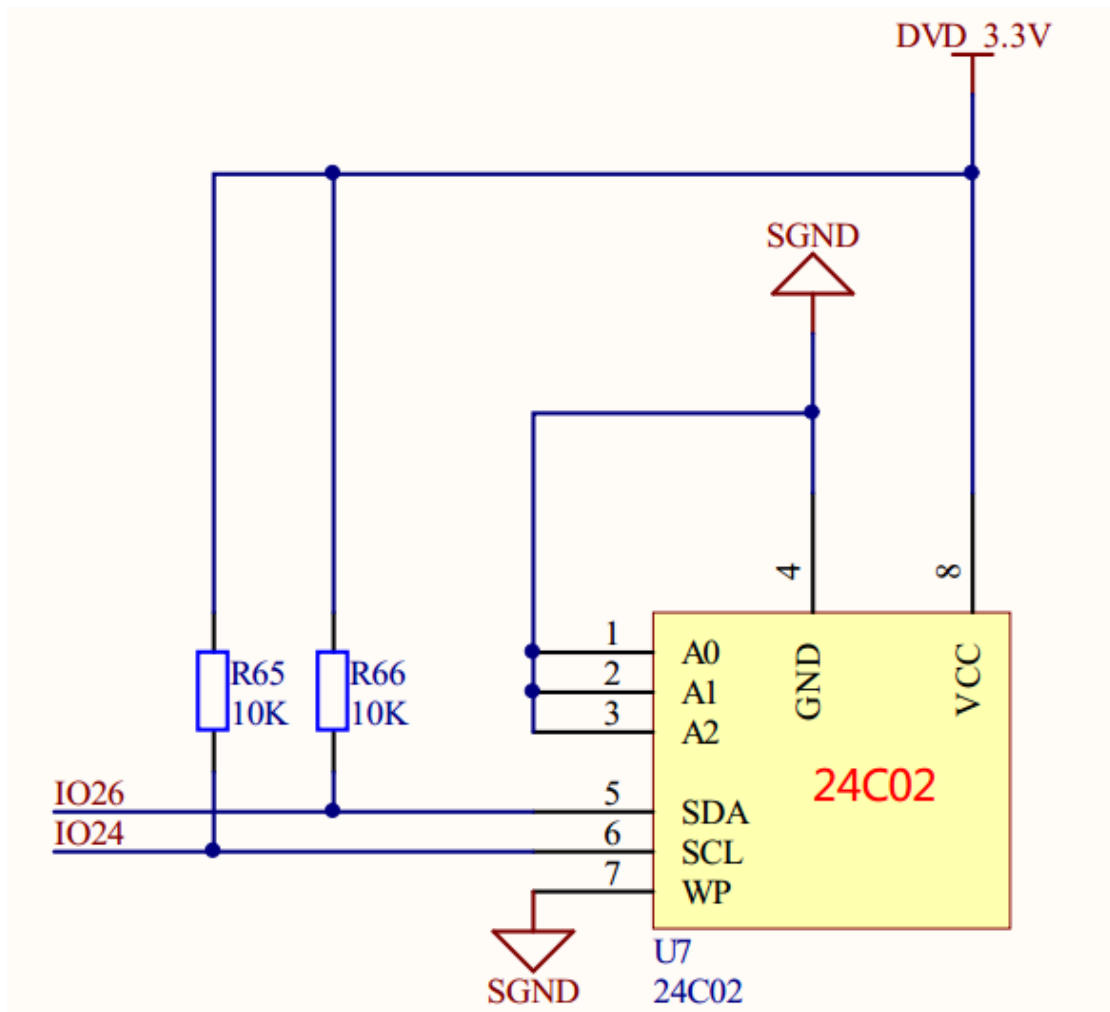 DVD_3.3V
SGND
4
8
1
A0
2
A1
3
A2
GND
VCC
R65
10K
R66
10K
24C02
IO26
5
SDA
IO24
6
SCL
7
WP
SGND
U7
24C02